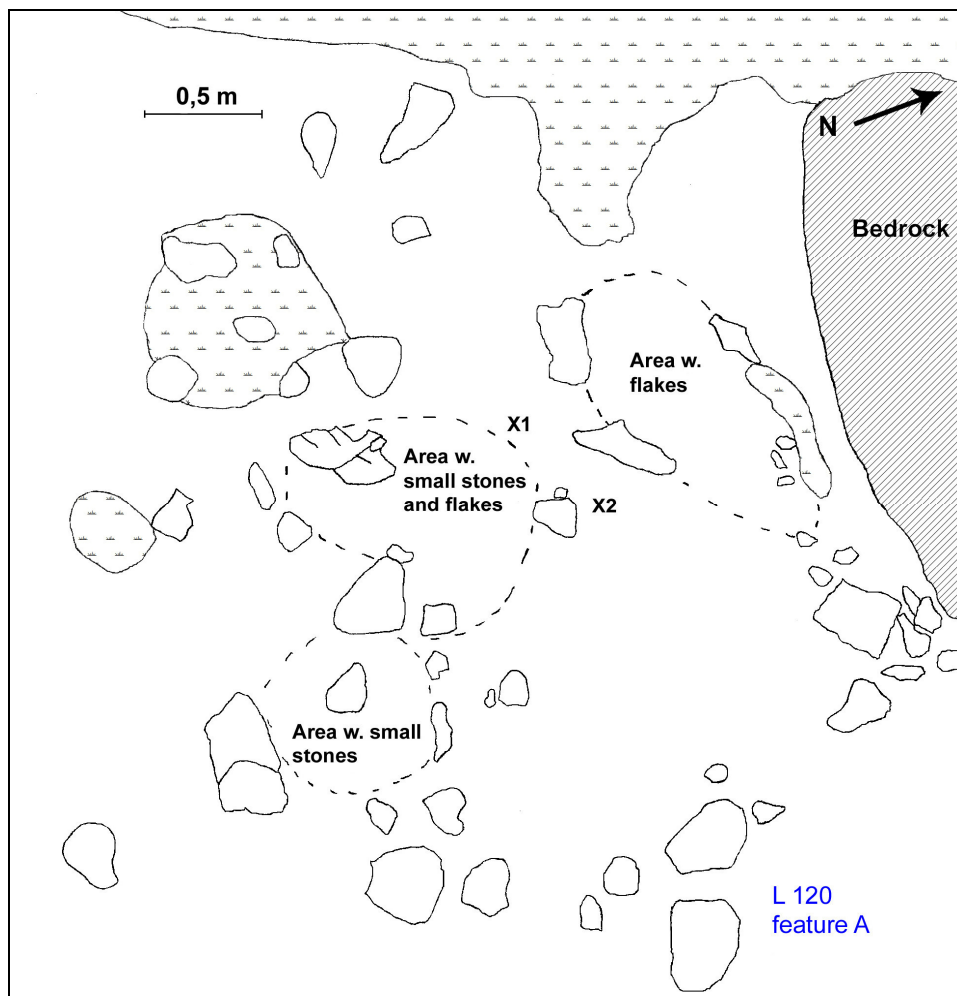 0,5 m
N
Bedrock
Area w.
flakes
X1
Area w.
small stones
and flakes
X2
Area w. small
stones
L 120
feature A